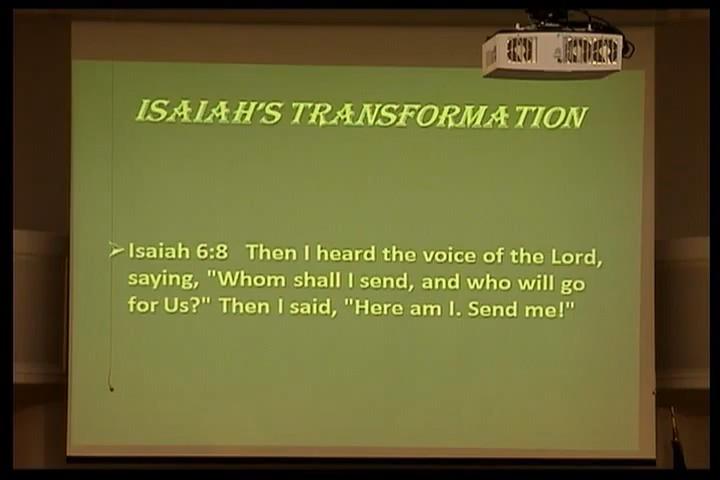 ISAIAH'S TRANSFORMATION
➢Isaiah 6:8 Then I heard the voice of the Lord,
saying, "Whom shall I send, and who will go
for Us?" Then I said, "Here am I. Send me!"